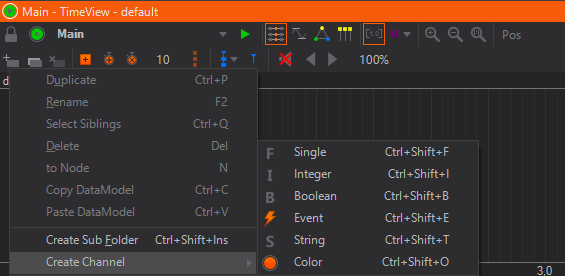 Main - TimeView - default
Main
[1.0]
Pos
10
100%
d
Duplicate Ctrl+P
Rename F2
Select Siblings Ctrl+Q
Delete Del
to Node N
Copy DataModel Ctrl+C
Paste DataModel Ctrl+V
Create Sub Folder Ctrl+Shift+Ins
Create Channel
F Single Ctrl+Shift+F
I Integer Ctrl+Shift+I
B Boolean Ctrl+Shift+B
Event Ctrl+Shift+E
S String Ctrl+Shift+T
Color Ctrl+Shift+O
3,0